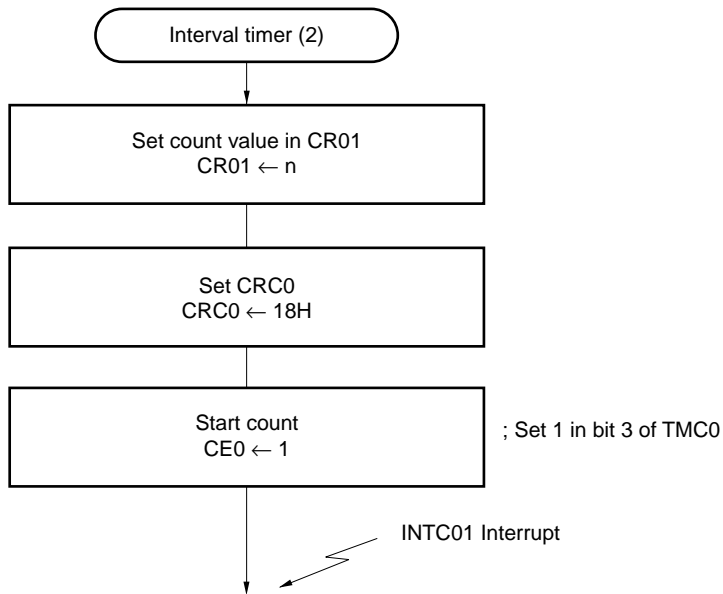 Interval timer (2)
Set count value in CR01
CR01 ← n
Set CRC0
CRC0 ← 18H
Start count
CE0 ← 1
; Set 1 in bit 3 of TMC0
INTC01 Interrupt